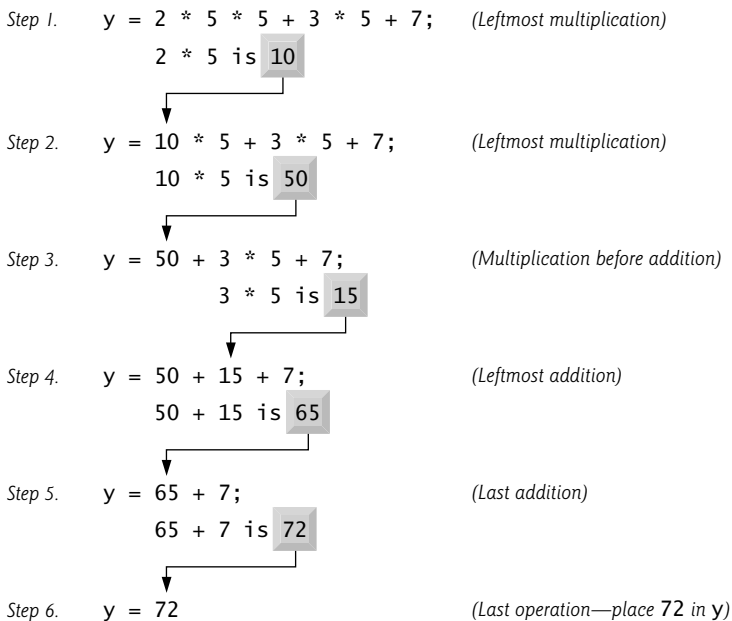 Step 1. y = 2 * 5 * 5 + 3 * 5 + 7; (Leftmost multiplication)
2 * 5 is 10
Step 2. y = 10 * 5 + 3 * 5 + 7; (Leftmost multiplication)
10 * 5 is 50
Step 3. y = 50 + 3 * 5 + 7; (Multiplication before addition)
3 * 5 is 15
Step 4. y = 50 + 15 + 7; (Leftmost addition)
50 + 15 is 65
Step 5. y = 65 + 7; (Last addition)
65 + 7 is 72
Step 6. y = 72 (Last operation—place 72 in y)